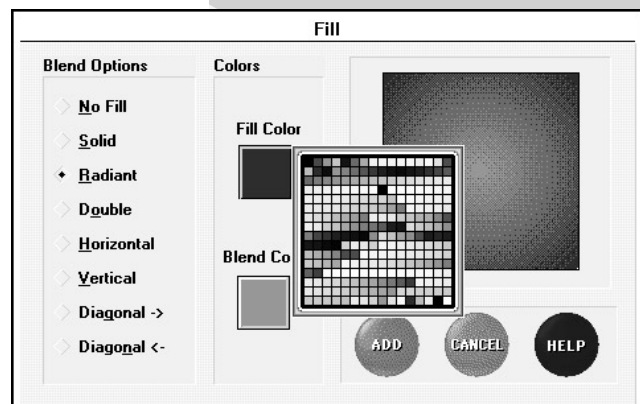 Fill
Blend Options
No Fill
Solid
Radiant
Double
Horizontal
Vertical
Diagonal ->
Diagonal <-
Colors
Fill Color
Blend Co
ADD
CANCEL
HELP